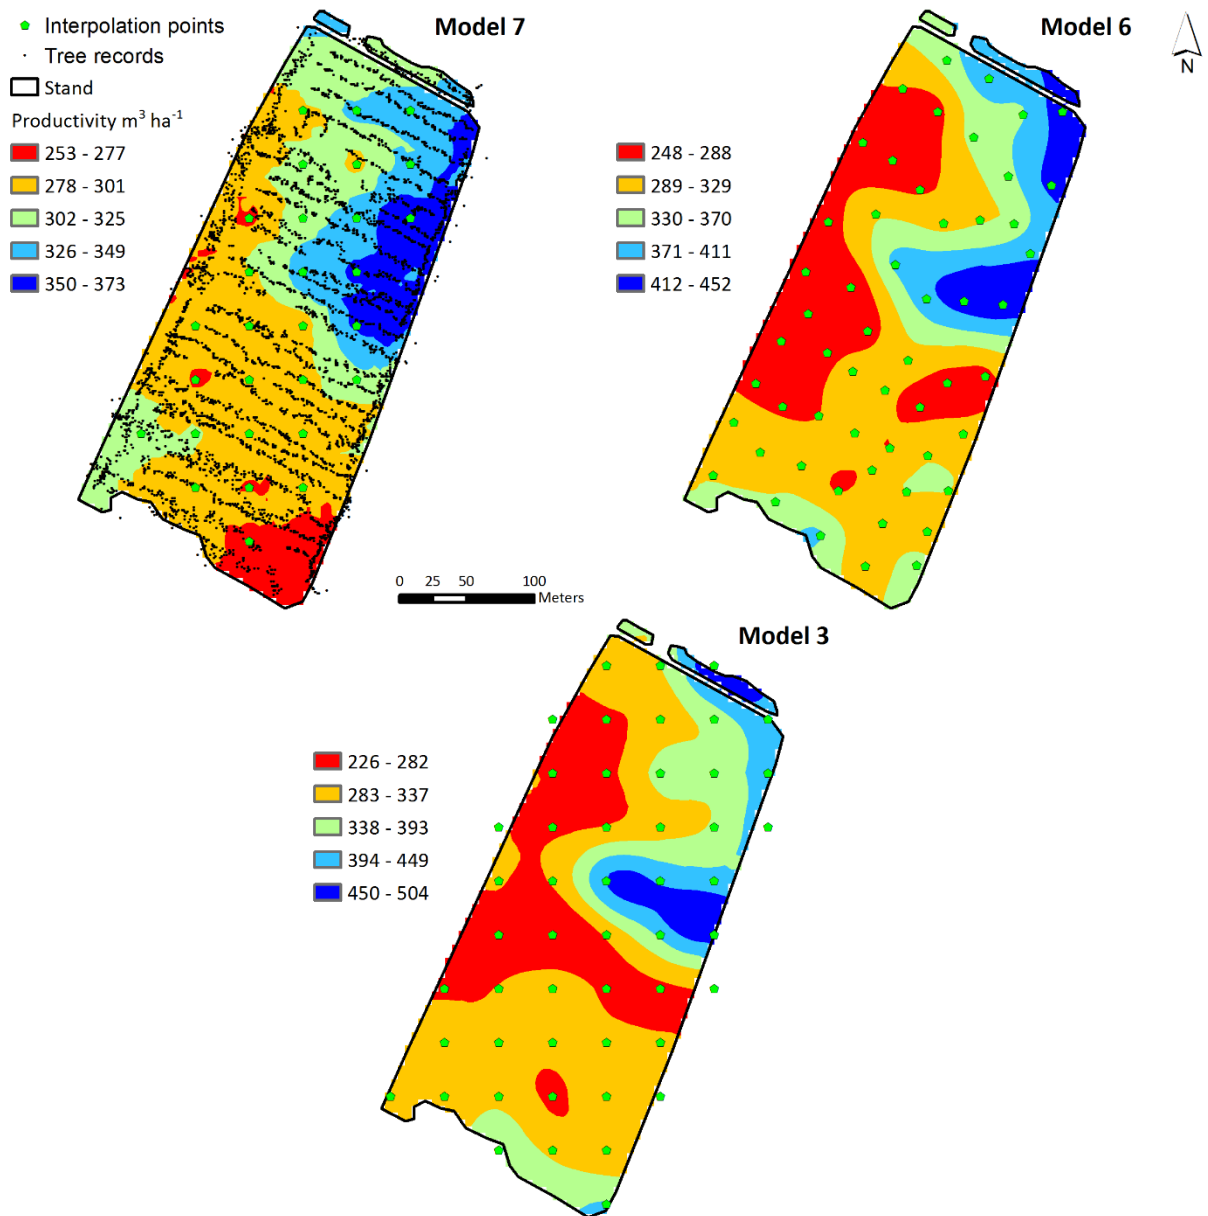 Interpolation points
Tree records
Stand
Productivity m³ ha⁻¹
253 - 277
278 - 301
302 - 325
326 - 349
350 - 373
Model 7
Model 6
N
248 - 288
289 - 329
330 - 370
371 - 411
412 - 452
0 25 50 100
Meters
Model 3
226 - 282
283 - 337
338 - 393
394 - 449
450 - 504